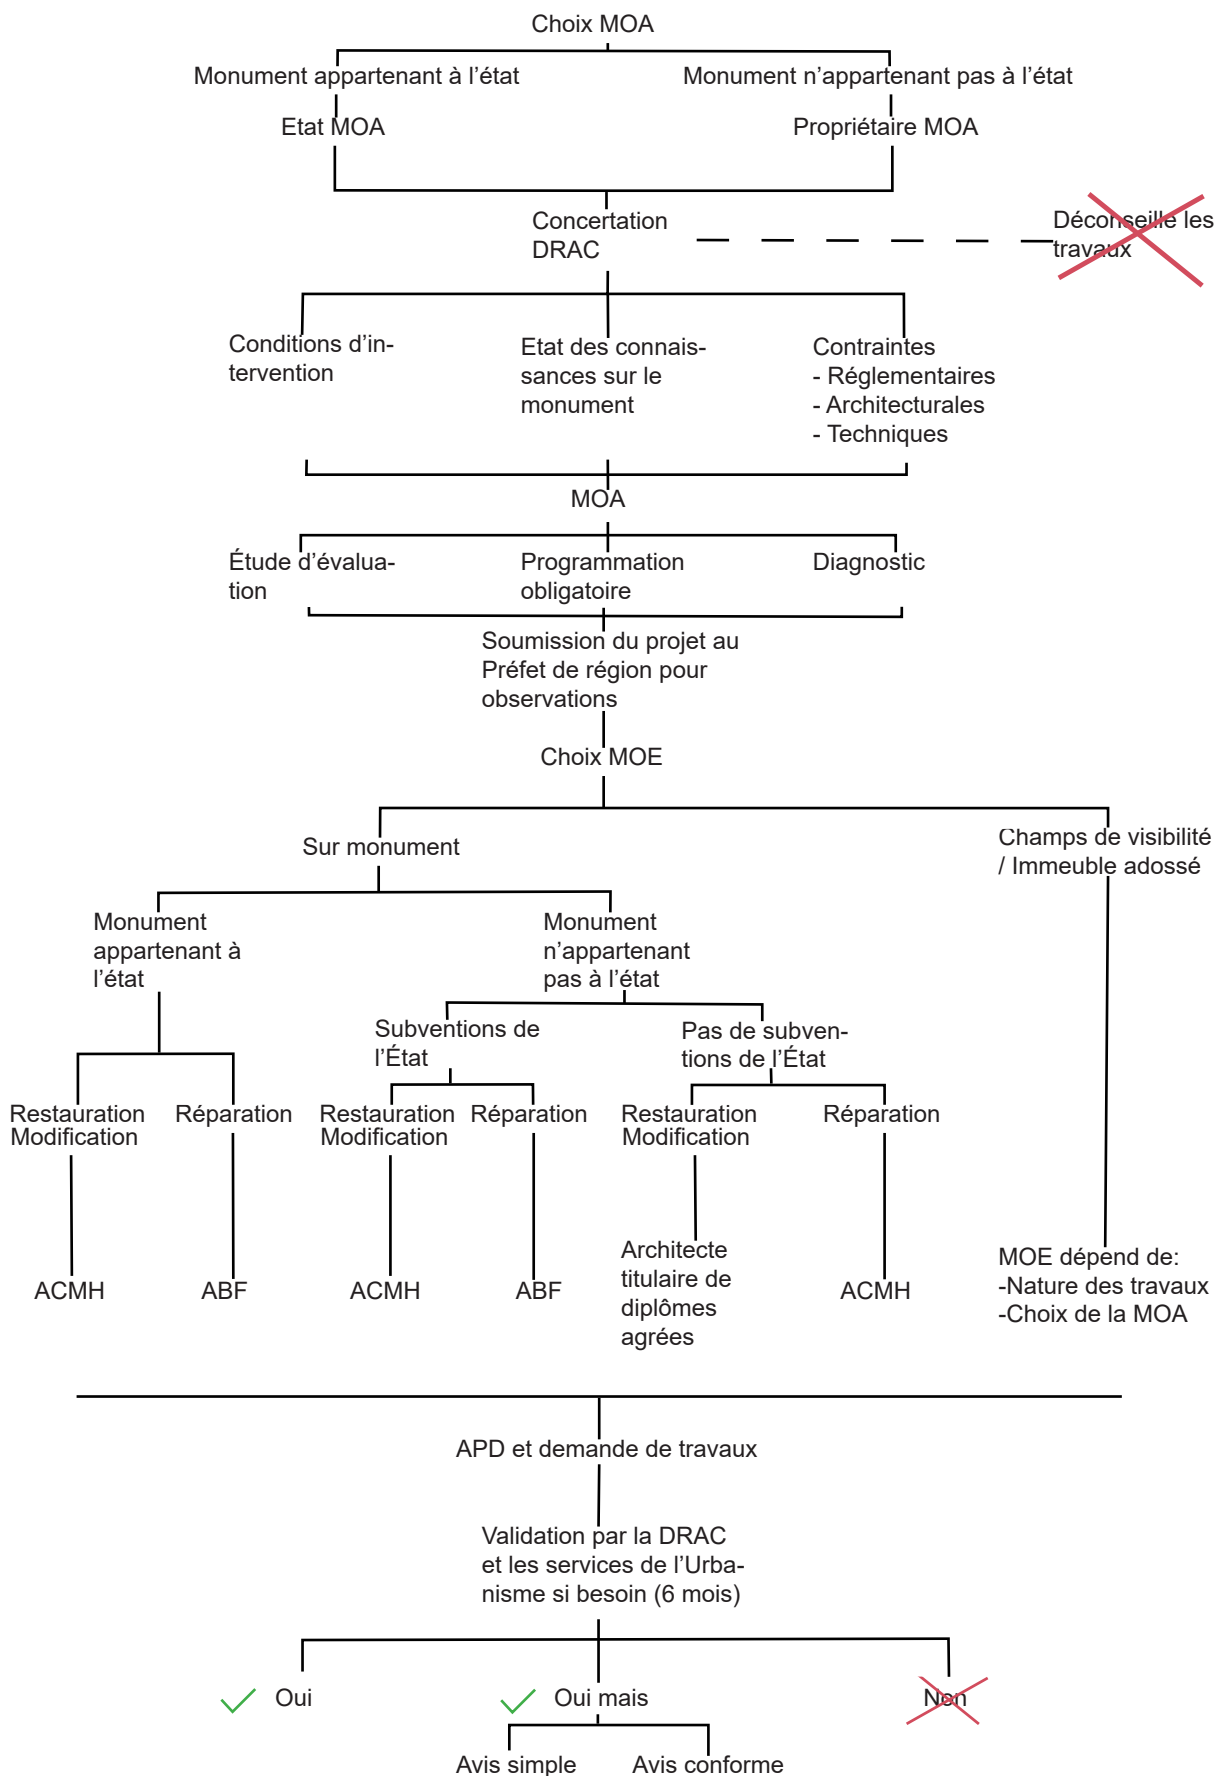 Choix MOA
Monument appartenant à l’état
Monument n’appartenant pas à l’état
Etat MOA
Propriétaire MOA
Concertation
DRAC
Déconseille les
travaux
Conditions d’in-
tervention
Etat des connais-
sances sur le
monument
Contraintes
- Réglementaires
- Architecturales
- Techniques
MOA
Étude d’évalua-
tion
Programmation
obligatoire
Diagnostic
Soumission du projet au
Préfet de région pour
observations
Choix MOE
Sur monument
Champs de visibilité
/ Immeuble adossé
Monument
appartenant à
l’état
Monument
n’appartenant
pas à l’état
Subventions de
l’État
Pas de subven-
tions de l’État
Restauration
Modification
Réparation
Restauration
Modification
Réparation
Restauration
Modification
Réparation
ACMH
ABF
ACMH
ABF
Architecte
titulaire de
diplômes
agrées
ACMH
MOE dépend de:
-Nature des travaux
-Choix de la MOA
APD et demande de travaux
Validation par la DRAC
et les services de l’Urba-
nisme si besoin (6 mois)
Oui
Oui mais
Non
Avis simple
Avis conforme